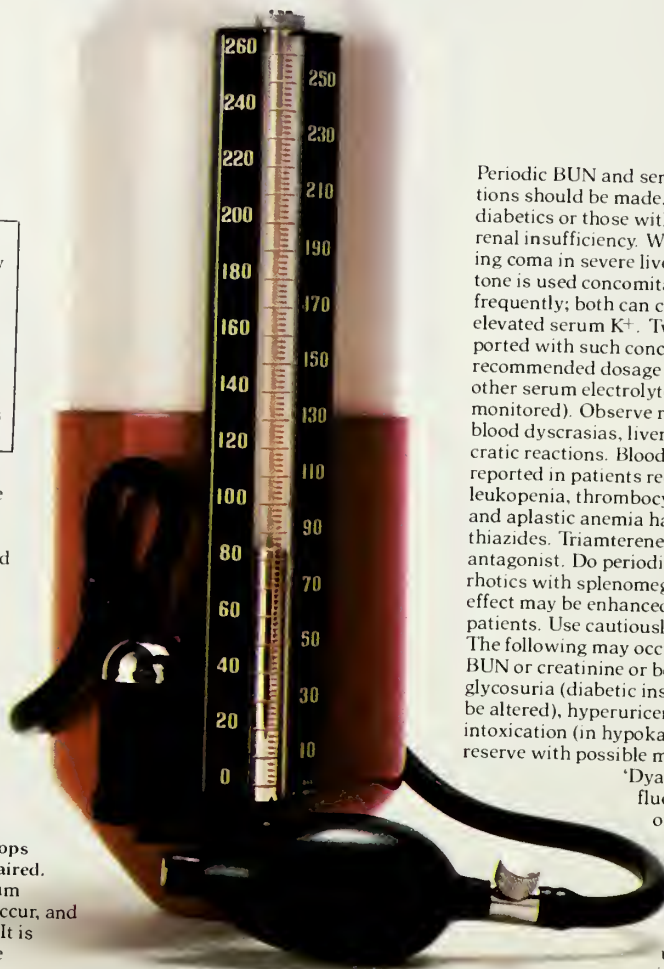 y
s
e
d
ops
aired.
um
ccur, and
It is
e
260
240
220
200
180
160
140
120
100
80
60
40
20
0
250
230
210
190
170
150
130
110
90
70
50
30
10
Periodic BUN and ser
tions should be made,
diabetics or those wit
renal insufficiency. W
ing coma in severe live
tone is used concomita
frequently; both can c
elevated serum K+. Tw
ported with such conc
recommended dosage
other serum electrolyt
monitored). Observe r
blood dyscrasias, liver
cratic reactions. Blood
reported in patients re
leukopenia, thrombocy
and aplastic anemia ha
thiazides. Triamterene
antagonist. Do periodi
rhotics with splenomeg
effect may be enhanced
patients. Use cautiously
The following may occ
BUN or creatinine or bo
glycosuria (diabetic ins
be altered), hyperuricer
intoxication (in hypoka
reserve with possible m
'Dya
flu
o